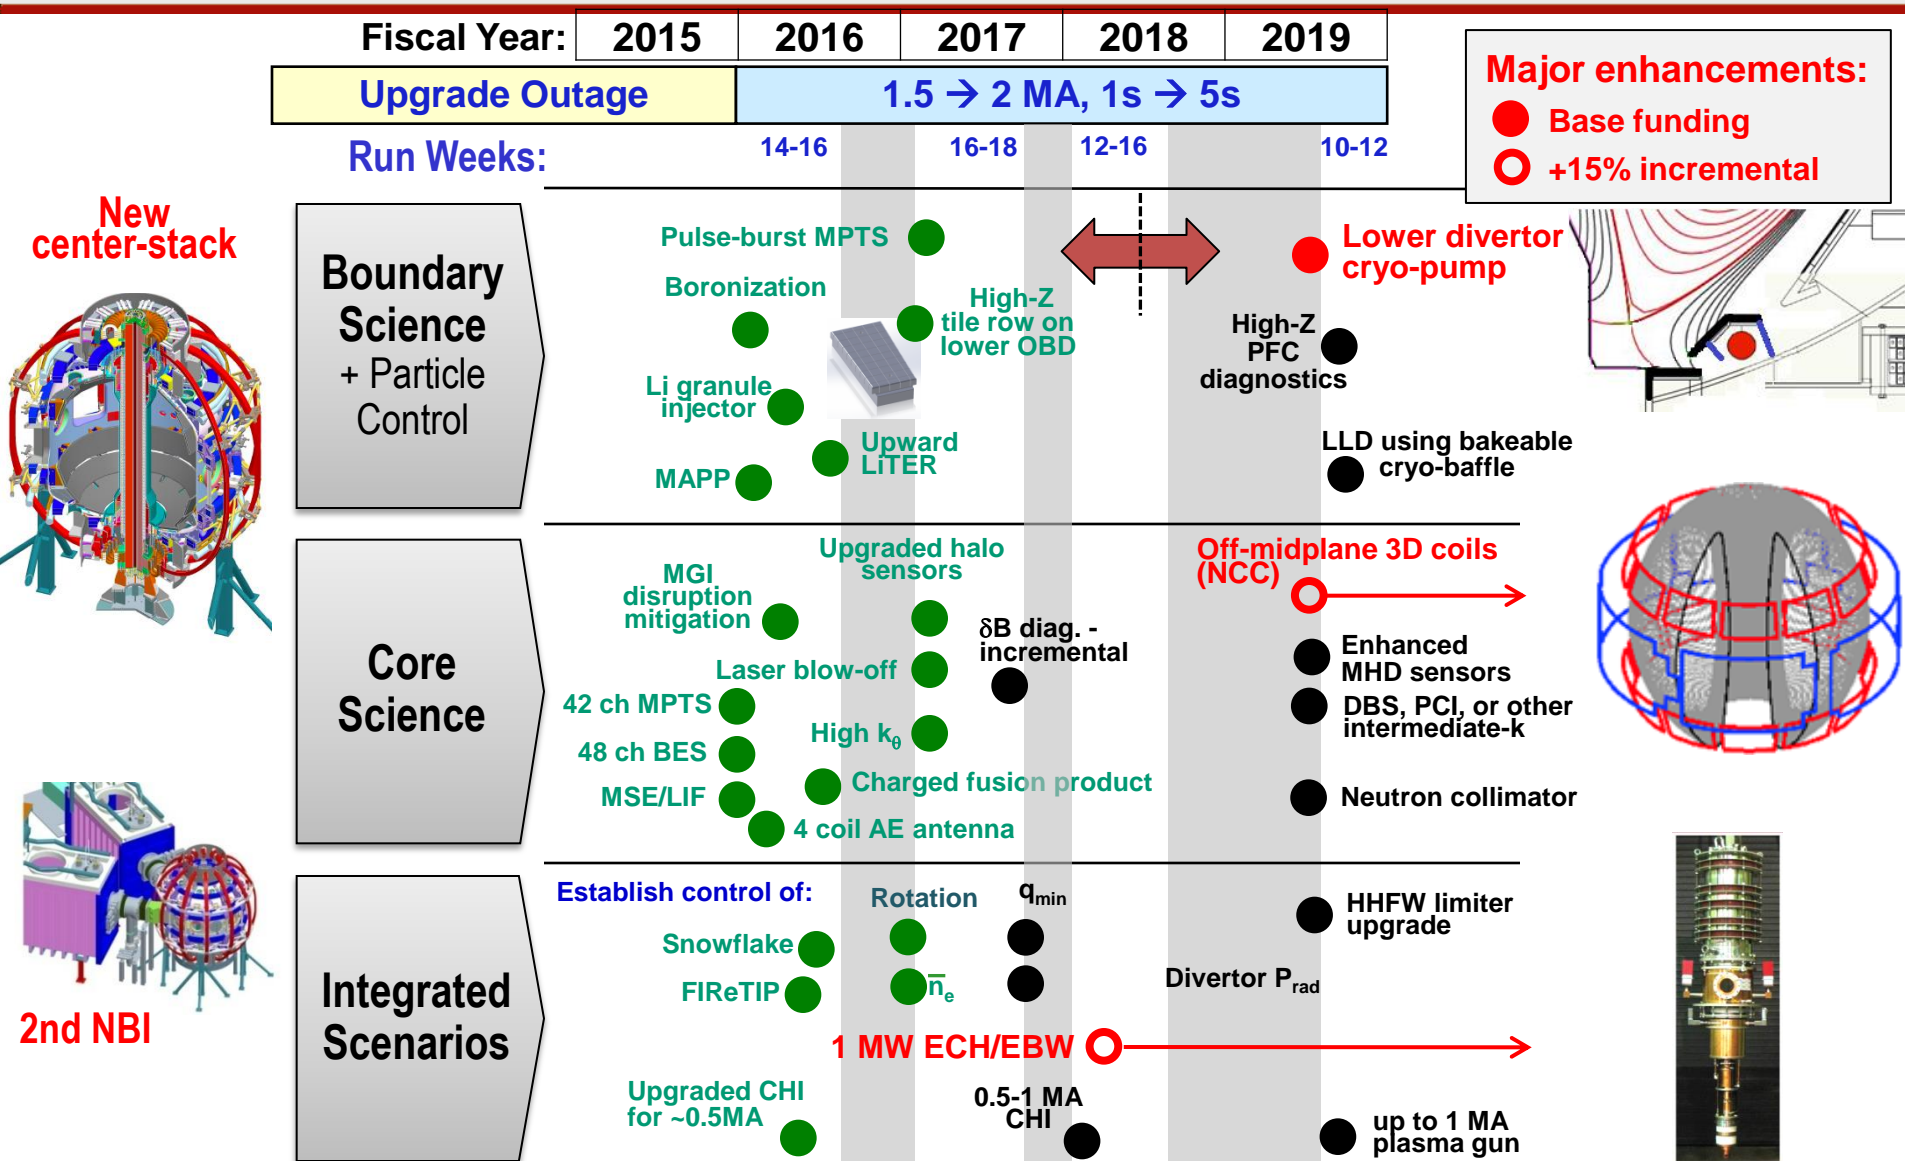 Fiscal Year: 2015 2016 2017 2018 2019
Upgrade Outage
1.5 → 2 MA, 1s → 5s
Run Weeks: 14-16 16-18 12-16 10-12
Major enhancements:
Base funding
+15% incremental
New
center-stack
2nd NBI
Boundary
Science
+ Particle
Control
Pulse-burst MPTS
Boronization
High-Z
tile row on
lower OBD
Li granule
injector
Upward
LiTER
MAPP
Lower divertor
cryo-pump
High-Z
PFC
diagnostics
LLD using bakeable
cryo-baffle
Core
Science
MGI
disruption
mitigation
Upgraded halo
sensors
δB diag. -
incremental
Laser blow-off
42 ch MPTS
High kθ
48 ch BES
MSE/LIF
Charged fusion product
4 coil AE antenna
Off-midplane 3D coils
(NCC)
Enhanced
MHD sensors
DBS, PCI, or other
intermediate-k
Neutron collimator
Integrated
Scenarios
Establish control of:
Rotation
qmin
Snowflake
FIReTIP
n̅e
HHFW limiter
upgrade
Divertor Prad
1 MW ECH/EBW
Upgraded CHI
for ~0.5MA
0.5-1 MA
CHI
up to 1 MA
plasma gun